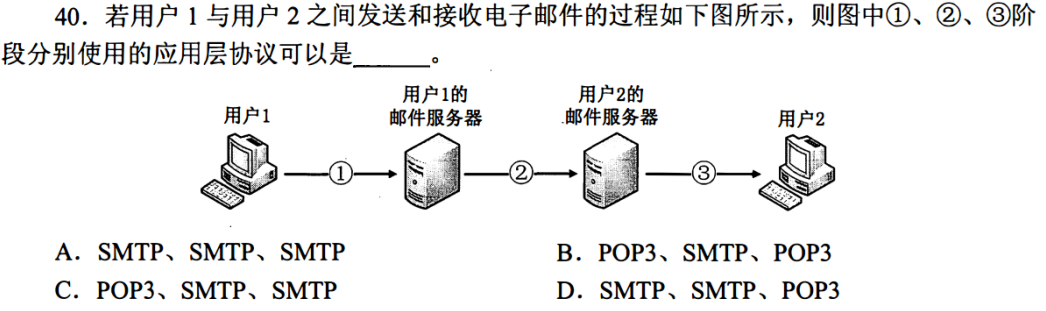 40．若用户 1 与用户 2 之间发送和接收电子邮件的过程如下图所示，则图中①、②、③阶
段分别使用的应用层协议可以是______。
用户1
用户1的
邮件服务器
用户2的
邮件服务器
用户2
①
②
③
A．SMTP、SMTP、SMTP
B．POP3、SMTP、POP3
C．POP3、SMTP、SMTP
D．SMTP、SMTP、POP3